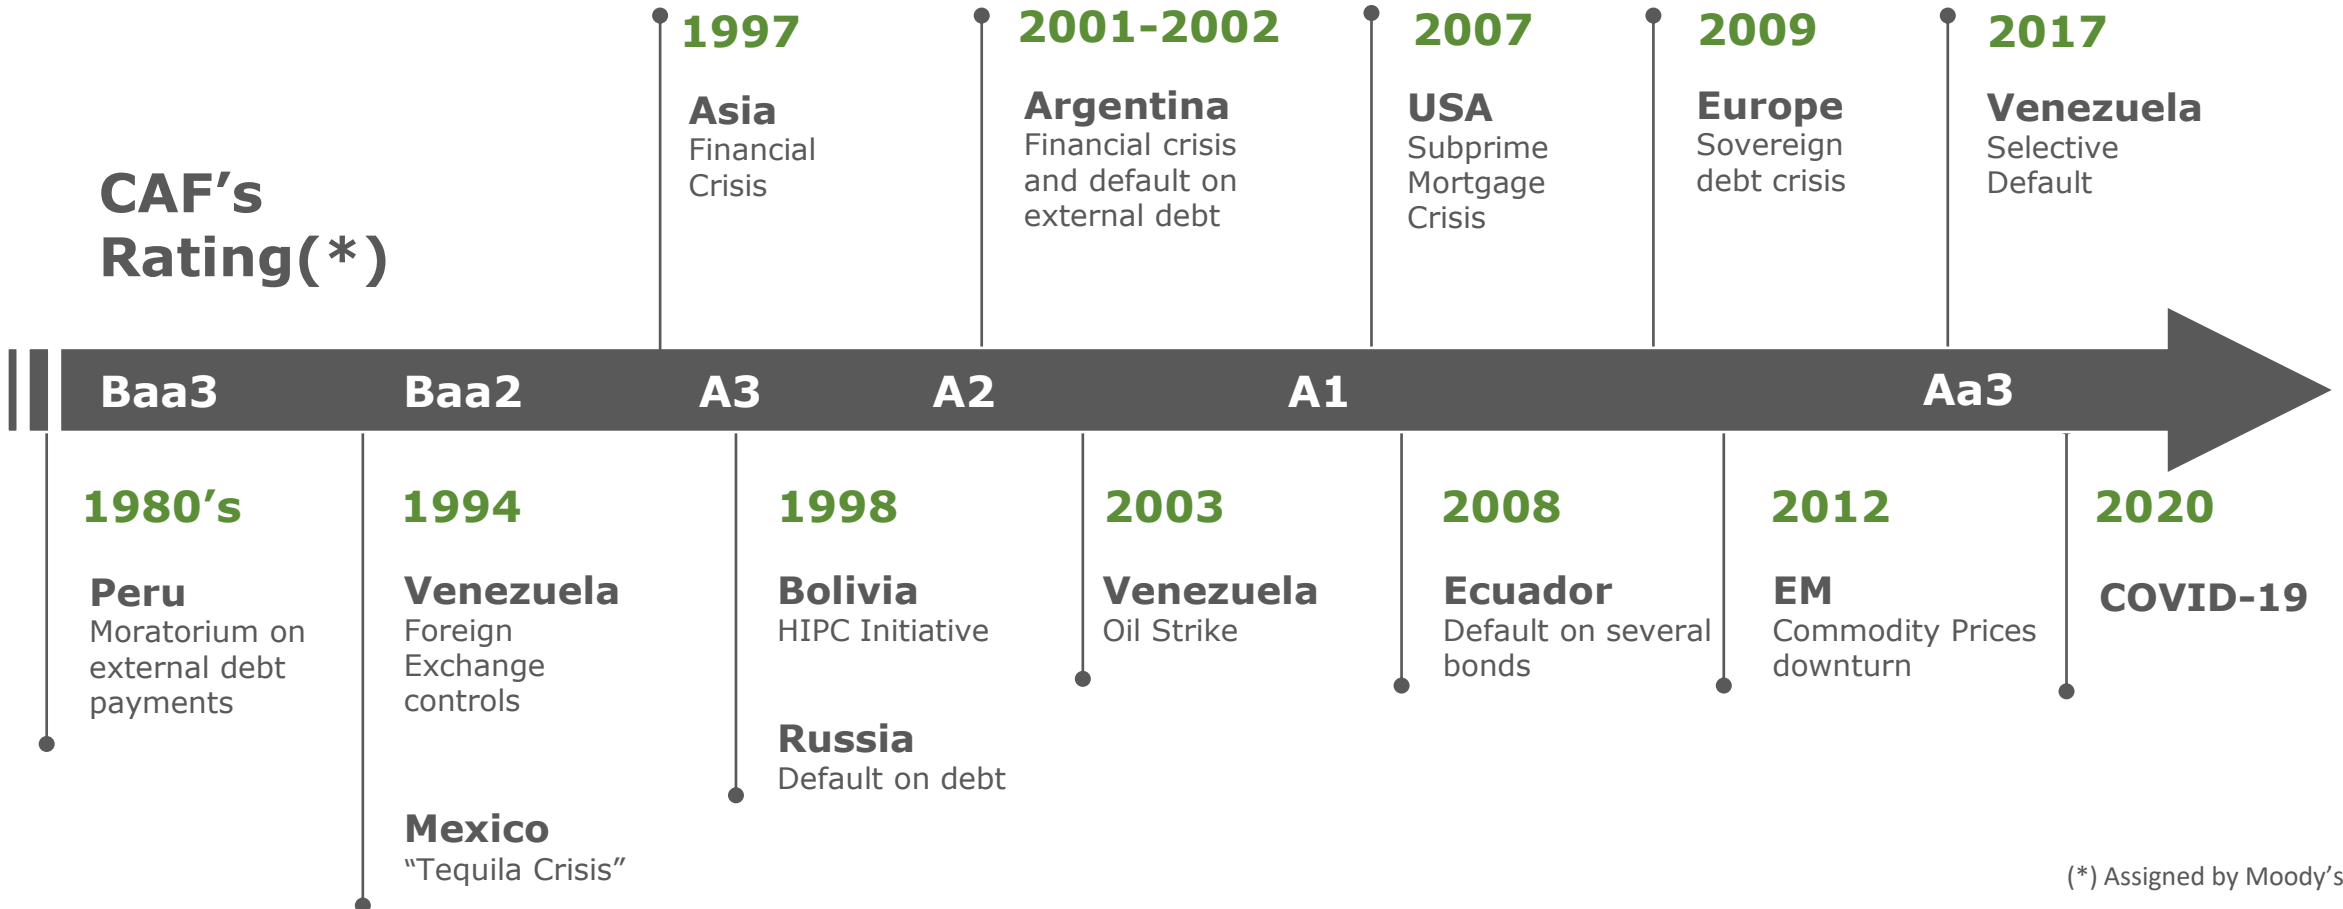 1997
Asia
Financial
Crisis
2001-2002
Argentina
Financial crisis
and default on
external debt
2007
USA
Subprime
Mortgage
Crisis
2009
Europe
Sovereign
debt crisis
2017
Venezuela
Selective
Default
CAF’s
Rating(*)
Baa3
Baa2
A3
A2
A1
Aa3
1980’s
Peru
Moratorium on
external debt
payments
1994
Venezuela
Foreign
Exchange
controls
Mexico
“Tequila Crisis”
1998
Bolivia
HIPC Initiative
Russia
Default on debt
2003
Venezuela
Oil Strike
2008
Ecuador
Default on several
bonds
2012
EM
Commodity Prices
downturn
2020
COVID-19
(*) Assigned by Moody’s